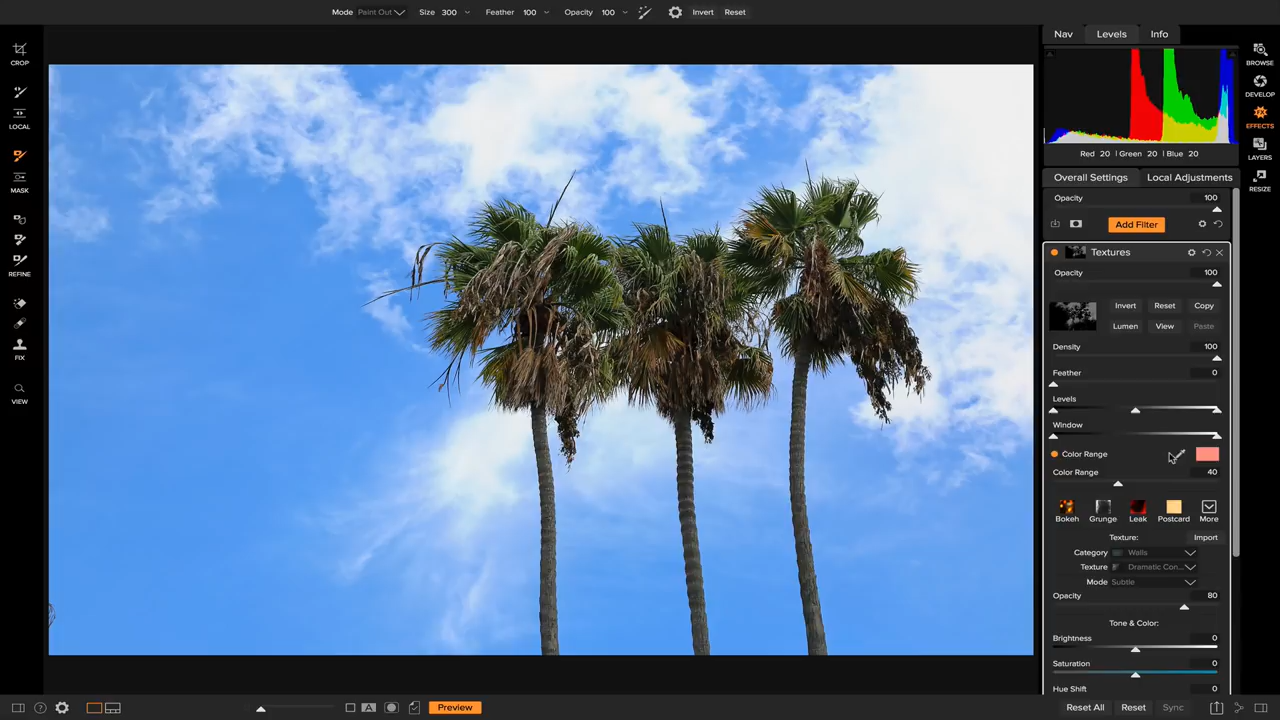 Mode Paint Out Size 300 Feather 100 Opacity 100 Invert Reset
Nav Levels Info
CROP
LOCAL
MASK
REFINE
FIX
VIEW
BROWSE
DEVELOP
EFFECTS
LAYERS
RESIZE
Red 20 | Green 20 | Blue 20
Overall Settings Local Adjustments
Opacity 100
Add Filter
Textures
Opacity 100
Invert Reset Copy
Lumen View Paste
Density 100
Feather 0
Levels
Window
Color Range
Color Range 40
Bokeh Grunge Leak Postcard More
Texture: Import
Category Walls
Texture Dramatic Con...
Mode Subtle
Opacity 80
Tone & Color:
Brightness 0
Saturation 0
Hue Shift 0
? A Preview
Reset All Reset Sync